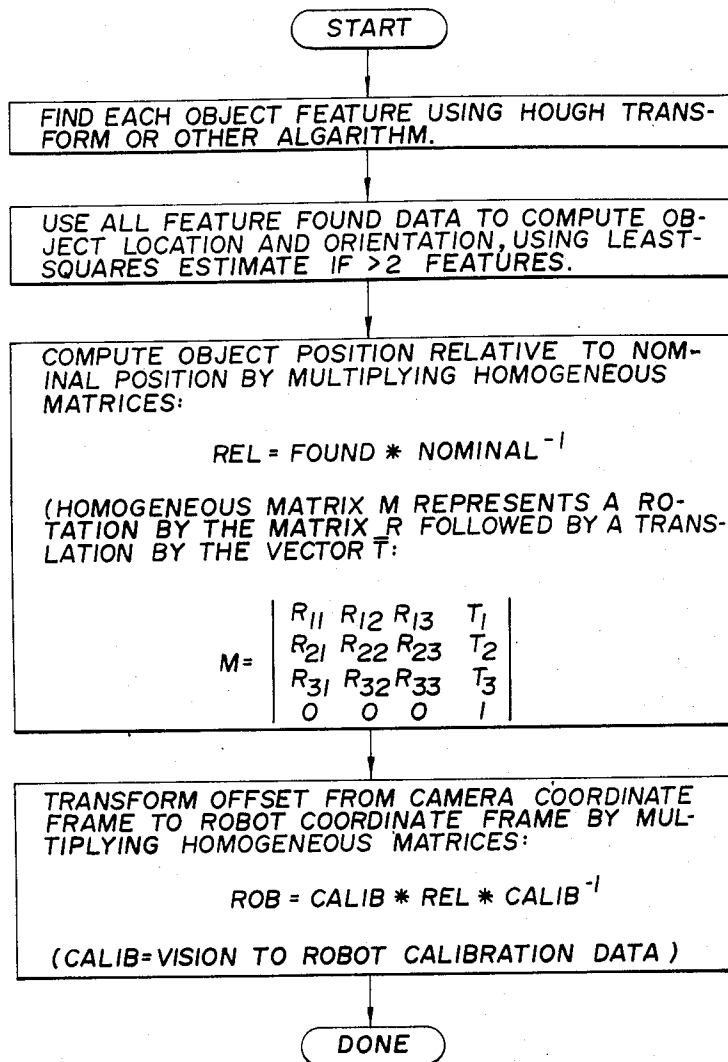 START
FIND EACH OBJECT FEATURE USING HOUGH TRANS-
FORM OR OTHER ALGARITHM.
USE ALL FEATURE FOUND DATA TO COMPUTE OB-
JECT LOCATION AND ORIENTATION, USING LEAST-
SQUARES ESTIMATE IF >2 FEATURES.
COMPUTE OBJECT POSITION RELATIVE TO NOM-
INAL POSITION BY MULTIPLYING HOMOGENEOUS
MATRICES:
REL = FOUND * NOMINAL⁻¹
(HOMOGENEOUS MATRIX M REPRESENTS A RO-
TATION BY THE MATRIX R̿ FOLLOWED BY A TRANS-
LATION BY THE VECTOR T̅:
R₁₁ R₁₂ R₁₃ T₁
R₂₁ R₂₂ R₂₃ T₂
M=
R₃₁ R₃₂ R₃₃ T₃
0 0 0 1
TRANSFORM OFFSET FROM CAMERA COORDINATE
FRAME TO ROBOT COORDINATE FRAME BY MUL-
TIPLYING HOMOGENEOUS MATRICES:
ROB = CALIB * REL * CALIB⁻¹
(CALIB=VISION TO ROBOT CALIBRATION DATA)
DONE